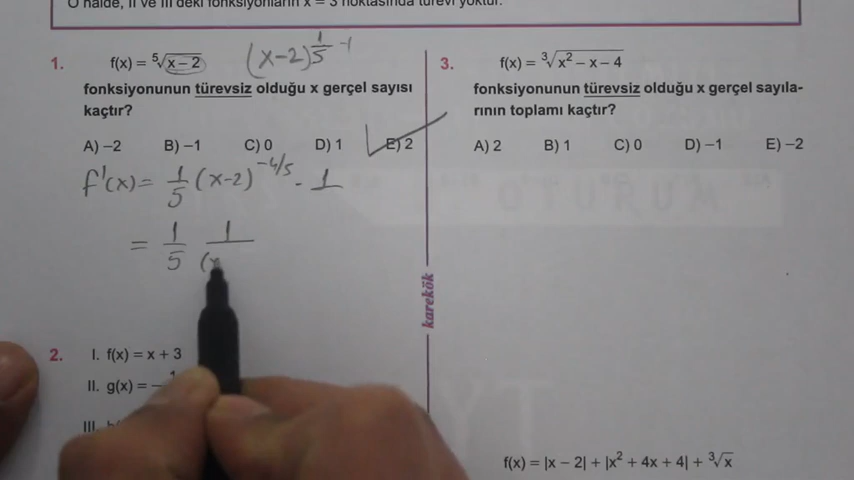 O halde, II ve III deki fonksiyonların x = 3 noktasında türevi yoktur.
1. f(x) = ⁵√x − 2 (x-2)^1/5 -1
fonksiyonunun türevsiz olduğu x gerçel sayısı
kaçtır?
A) −2 B) −1 C) 0 D) 1 E) 2
f'(x) = 1/5 (x-2)^-4/5 . 1
= 1/5 1/(x
2. I. f(x) = x + 3
II. g(x) =
III.
karekök
3. f(x) = ³√x² − x − 4
fonksiyonunun türevsiz olduğu x gerçel sayıla-
rının toplamı kaçtır?
A) 2 B) 1 C) 0 D) −1 E) −2
f(x) = |x − 2| + |x² + 4x + 4| + ³√x